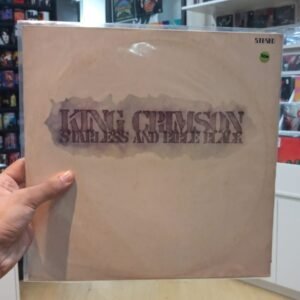 STEREO
KING CRIMSON
STARLESS AND BIBLE BLACK